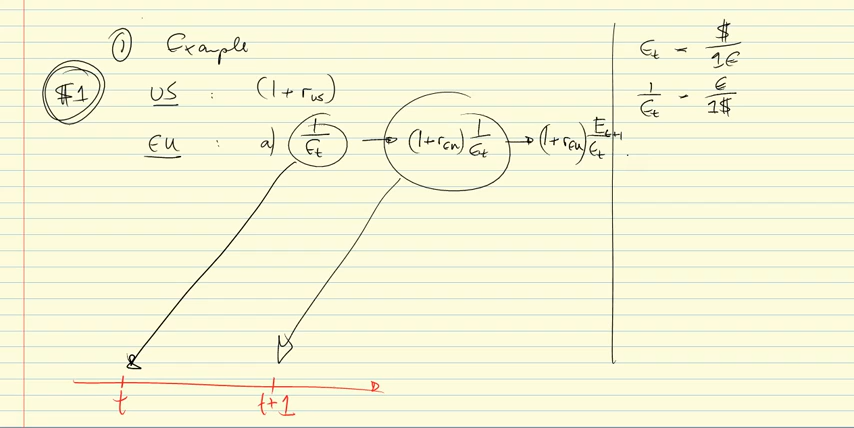 ① Example
$1
US : (1 + r_US)
EU : a) 1/E_t → (1+r_EU) 1/E_t → (1+r_EU) E_t+1/E_t
t
t+1
E_t = $/1€
1/E_t = €/1$